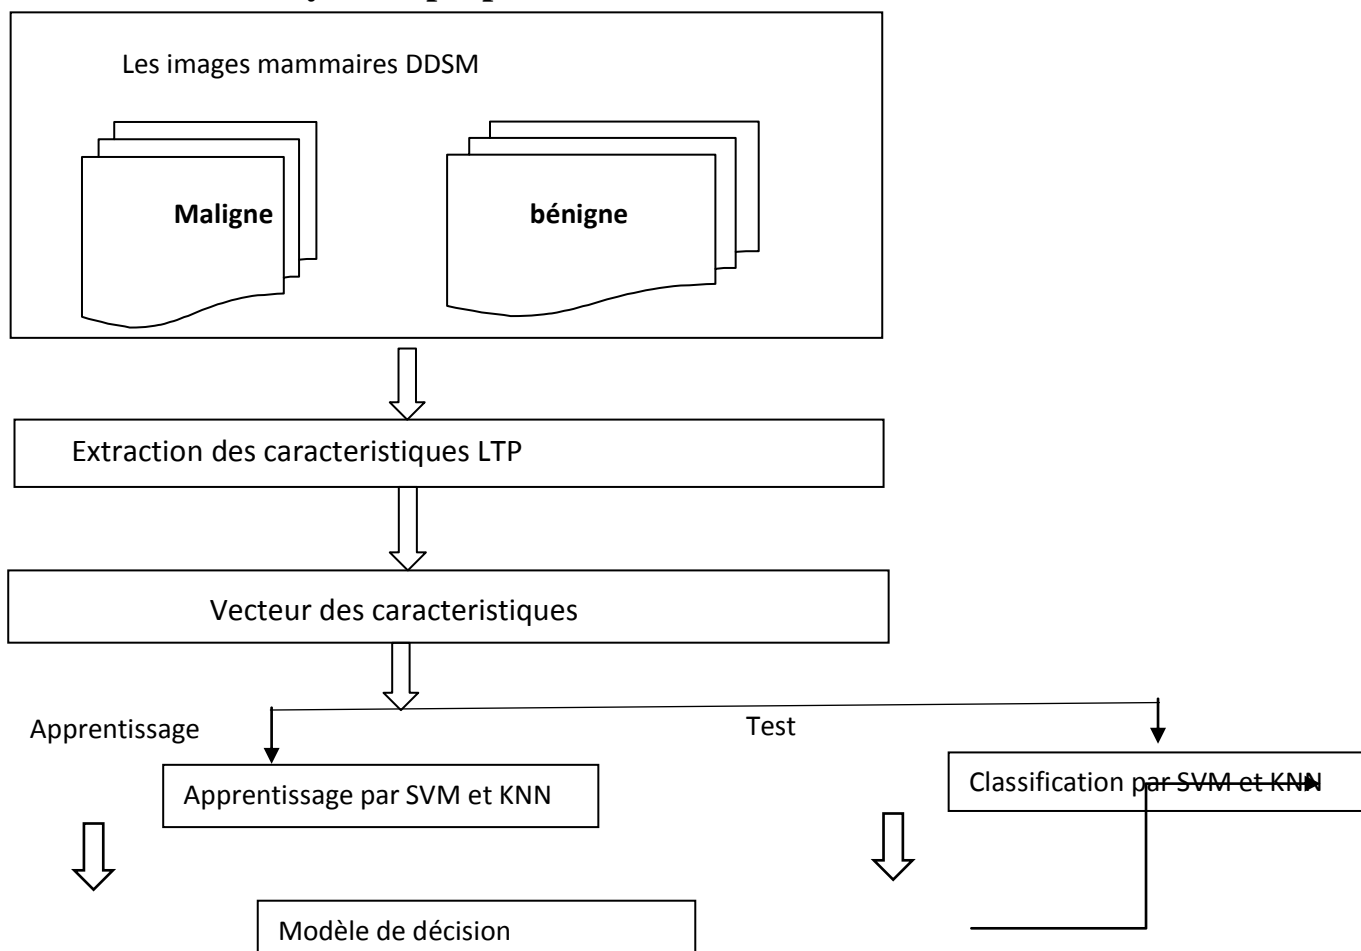 Les images mammaires DDSM
Maligne
bénigne
Extraction des caracteristiques LTP
Vecteur des caracteristiques
Apprentissage
Test
Apprentissage par SVM et KNN
Classification par SVM et KNN
Modèle de décision